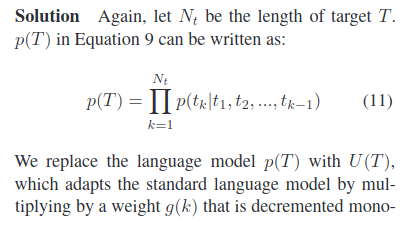 Solution Again, let N_t be the length of target T.
p(T) in Equation 9 can be written as:
p(T) = ∏_{k=1}^{N_t} p(t_k|t_1, t_2, ..., t_{k−1}) (11)
We replace the language model p(T) with U(T),
which adapts the standard language model by mul-
tiplying by a weight g(k) that is decremented mono-